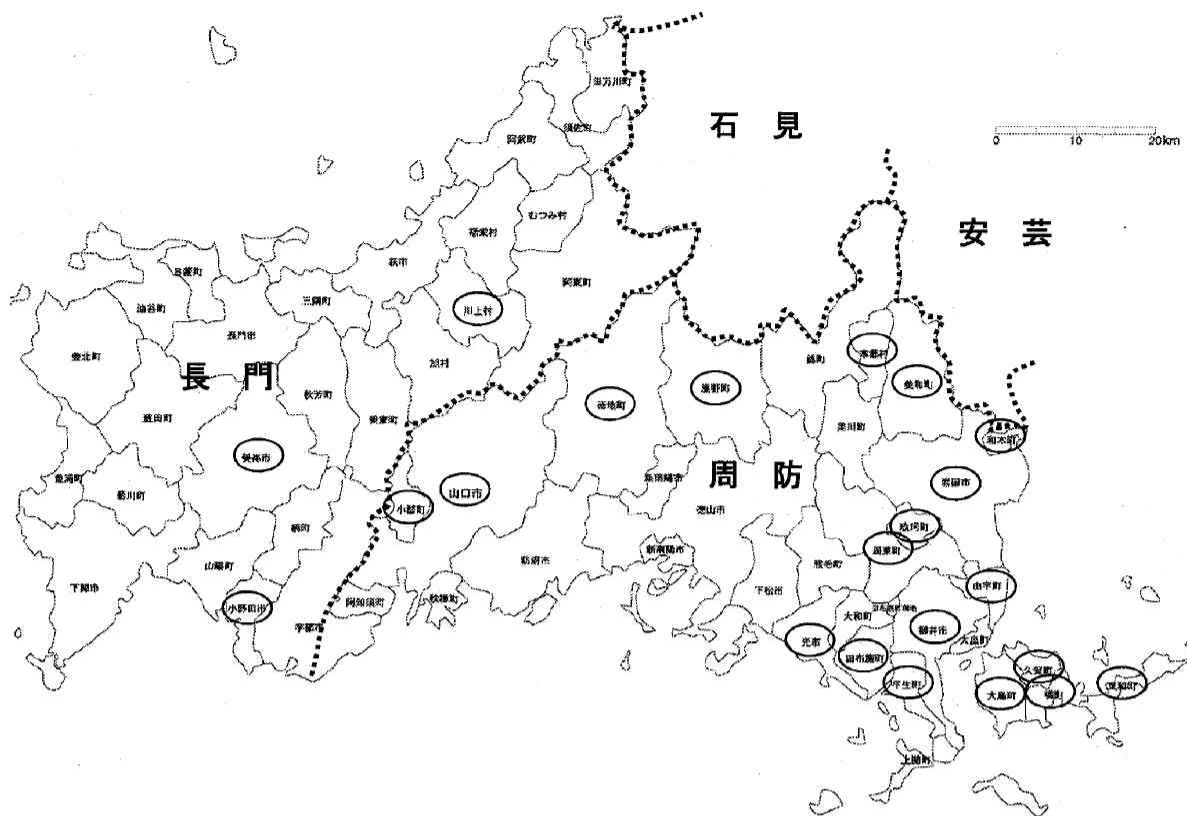 須佐町
阿武町
石 見
0 10 20km
むつみ村
安 芸
萩市
日置町
油谷町
三隅町
阿東町
川上村
長門市
豊北町
旭村
錦町
本郷村
長 門
秋芳町
鹿野町
美和町
徳地町
豊田町
美東町
美川町
和木町
美祢市
周 防
豊浦町
菊川町
山口市
岩国市
小郡町
徳山市
玖珂町
楠町
周東町
新南陽市
防府市
山陽町
熊毛町
下関市
下松市
由宇町
阿知須町
秋穂町
小野田市
大和町
宇部市
柳井市
光市
大畠町
田布施町
久賀町
平生町
大島町
橘町
東和町
上関町